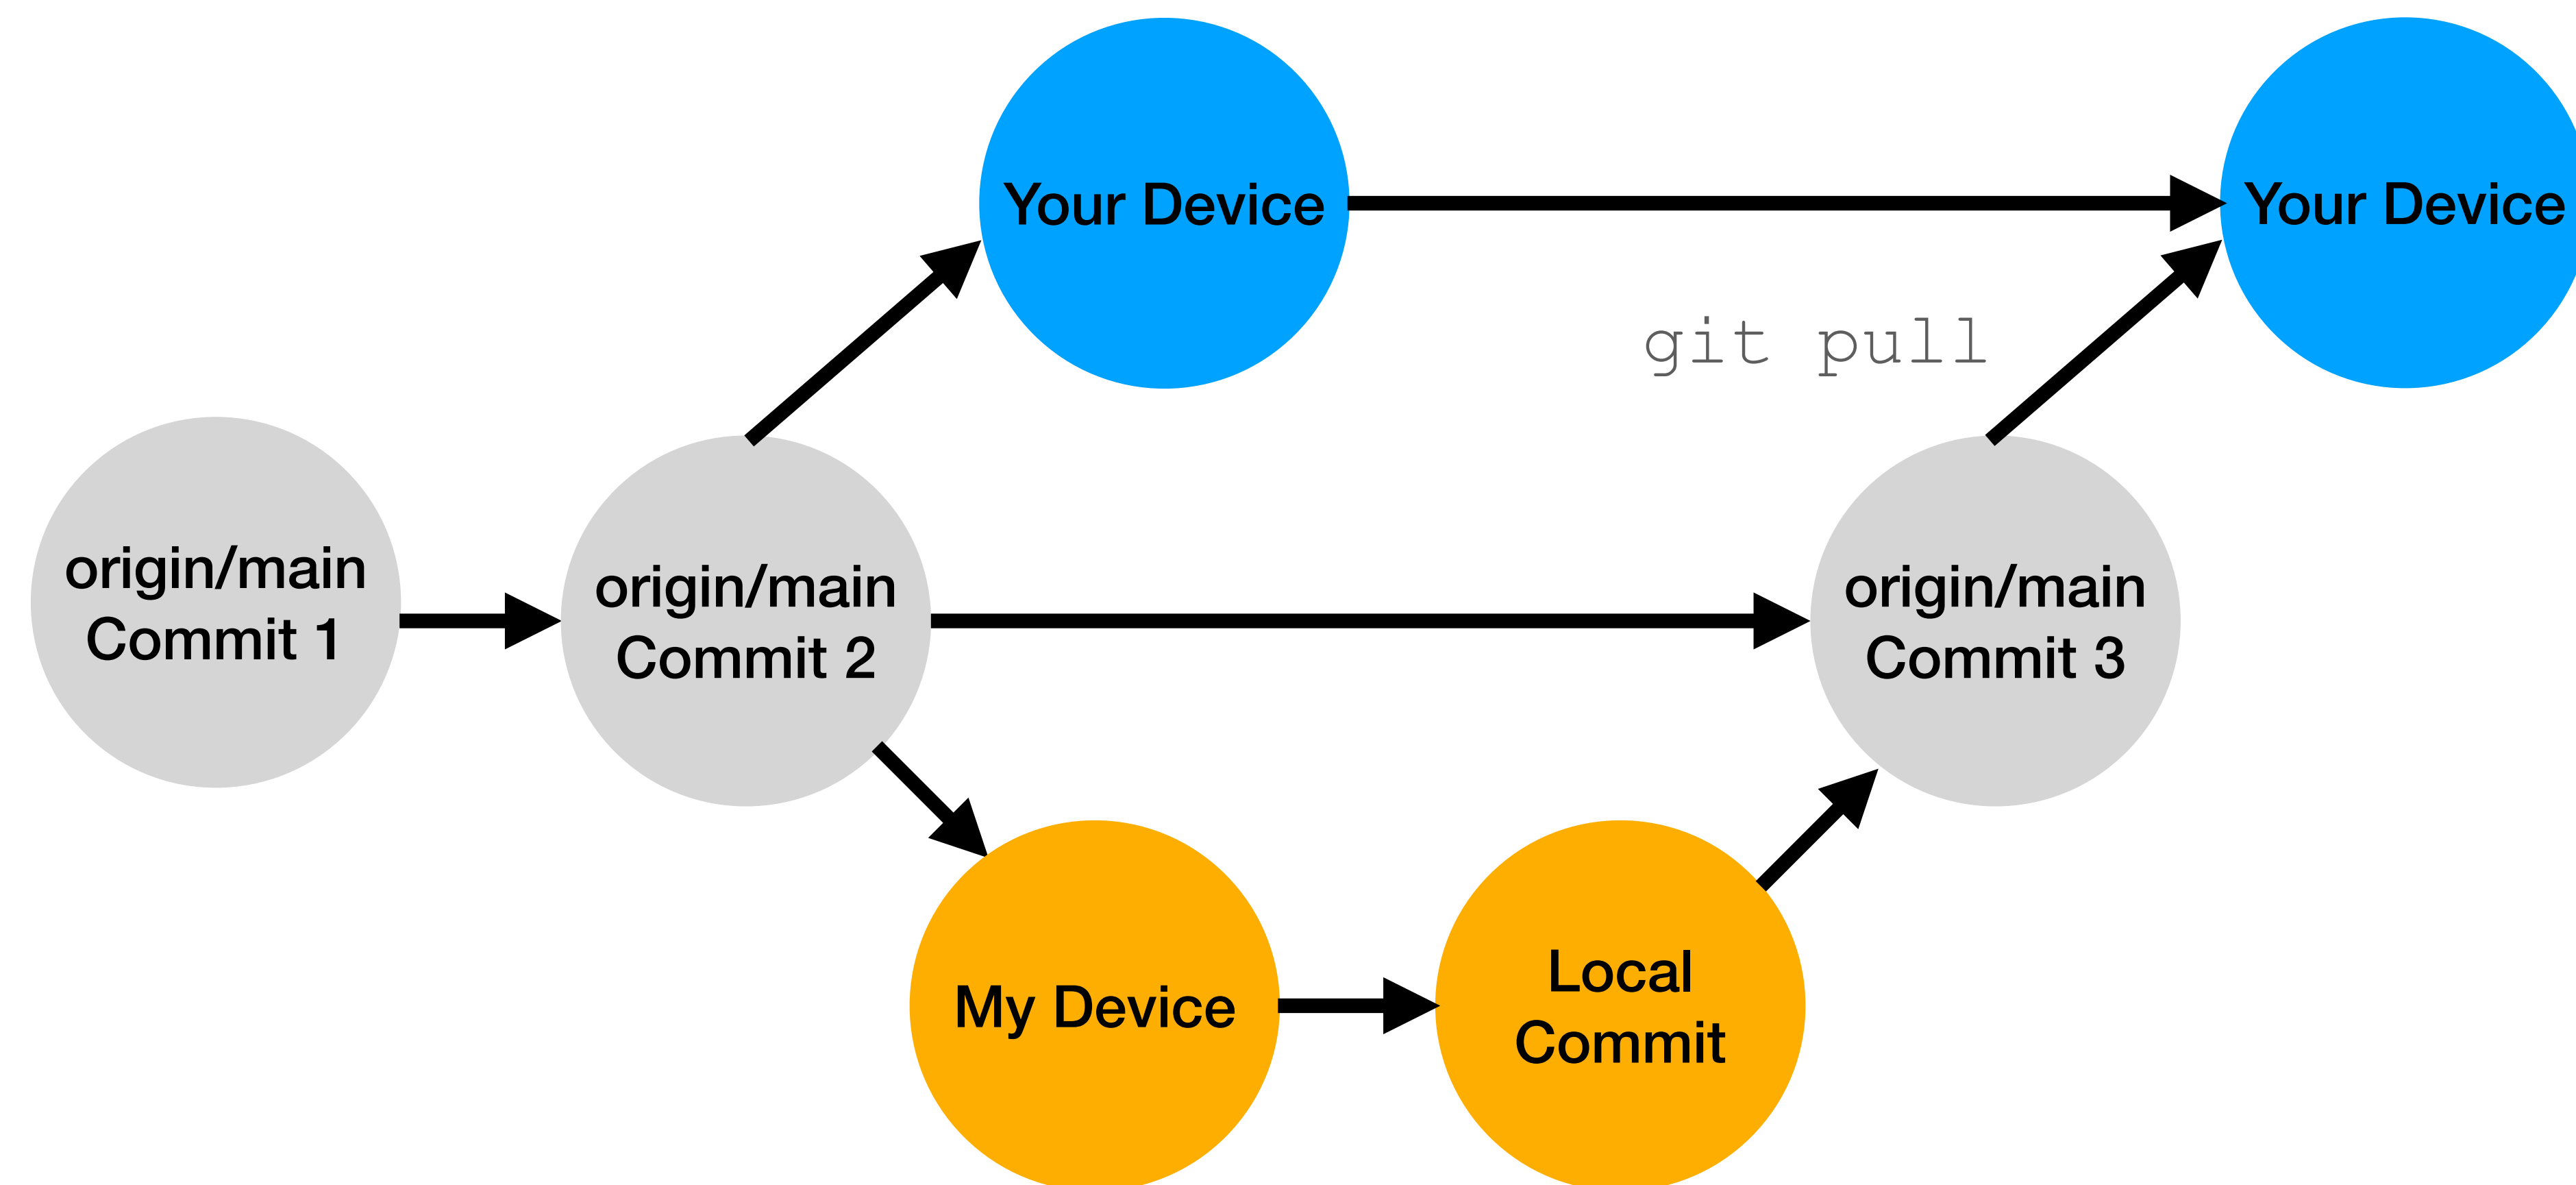 Your Device
Your Device
git pull
origin/main
Commit 1
origin/main
Commit 2
origin/main
Commit 3
My Device
Local
Commit